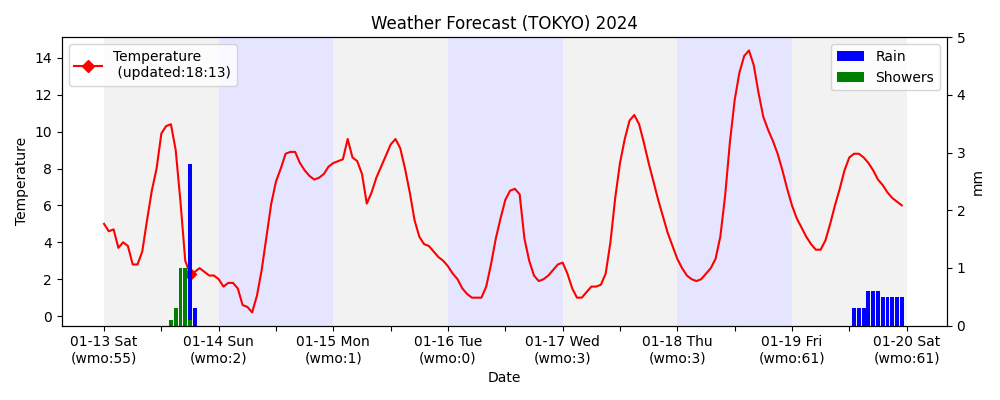 Weather Forecast (TOKYO) 2024
Temperature
(updated:18:13)
Rain
Showers
Temperature
14
12
10
8
6
4
2
0
mm
5
4
3
2
1
0
01-13 Sat
(wmo:55)
01-14 Sun
(wmo:2)
01-15 Mon
(wmo:1)
01-16 Tue
(wmo:0)
01-17 Wed
(wmo:3)
01-18 Thu
(wmo:3)
01-19 Fri
(wmo:61)
01-20 Sat
(wmo:61)
Date